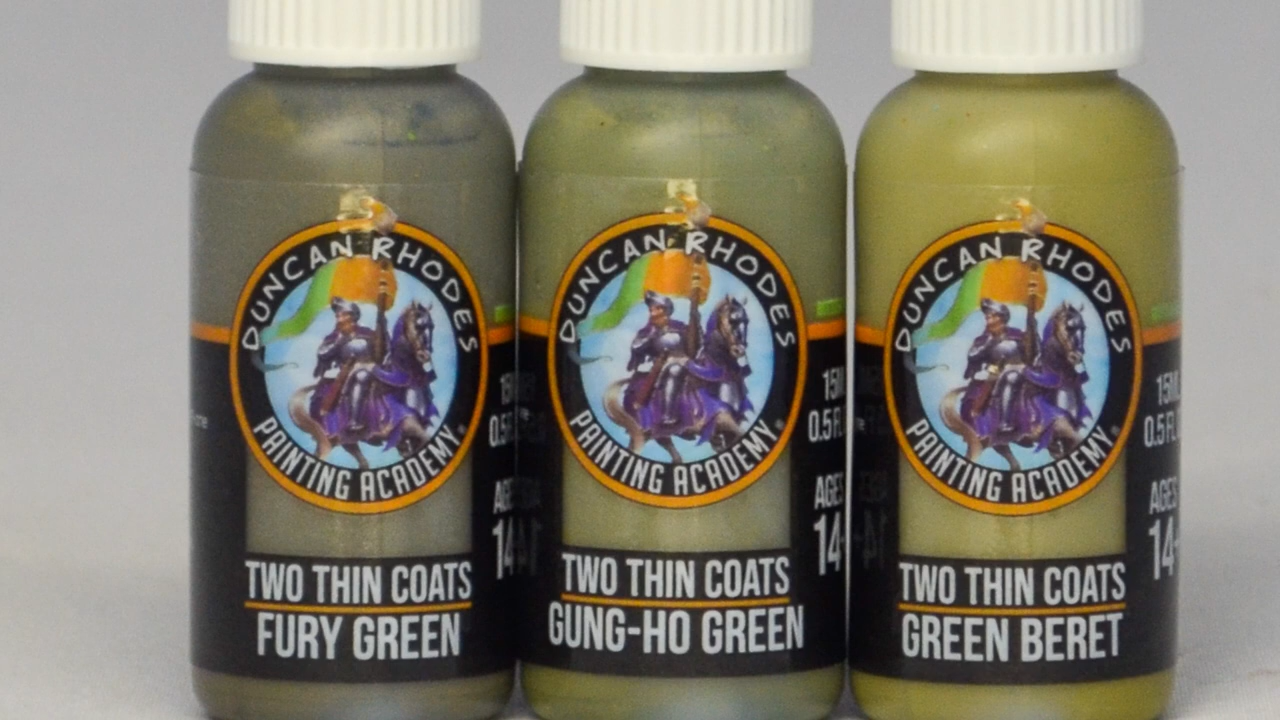 DUNCAN RHODES
PAINTING ACADEMY®
TWO THIN COATS
FURY GREEN
DUNCAN RHODES
PAINTING ACADEMY®
15M
0.5 F
AGES
14
TWO THIN COATS
GUNG-HO GREEN
DUNCAN RHODES
PAINTING ACADEMY®
15ML
0.5 FL
AGES
14+
TWO THIN COATS
GREEN BERET